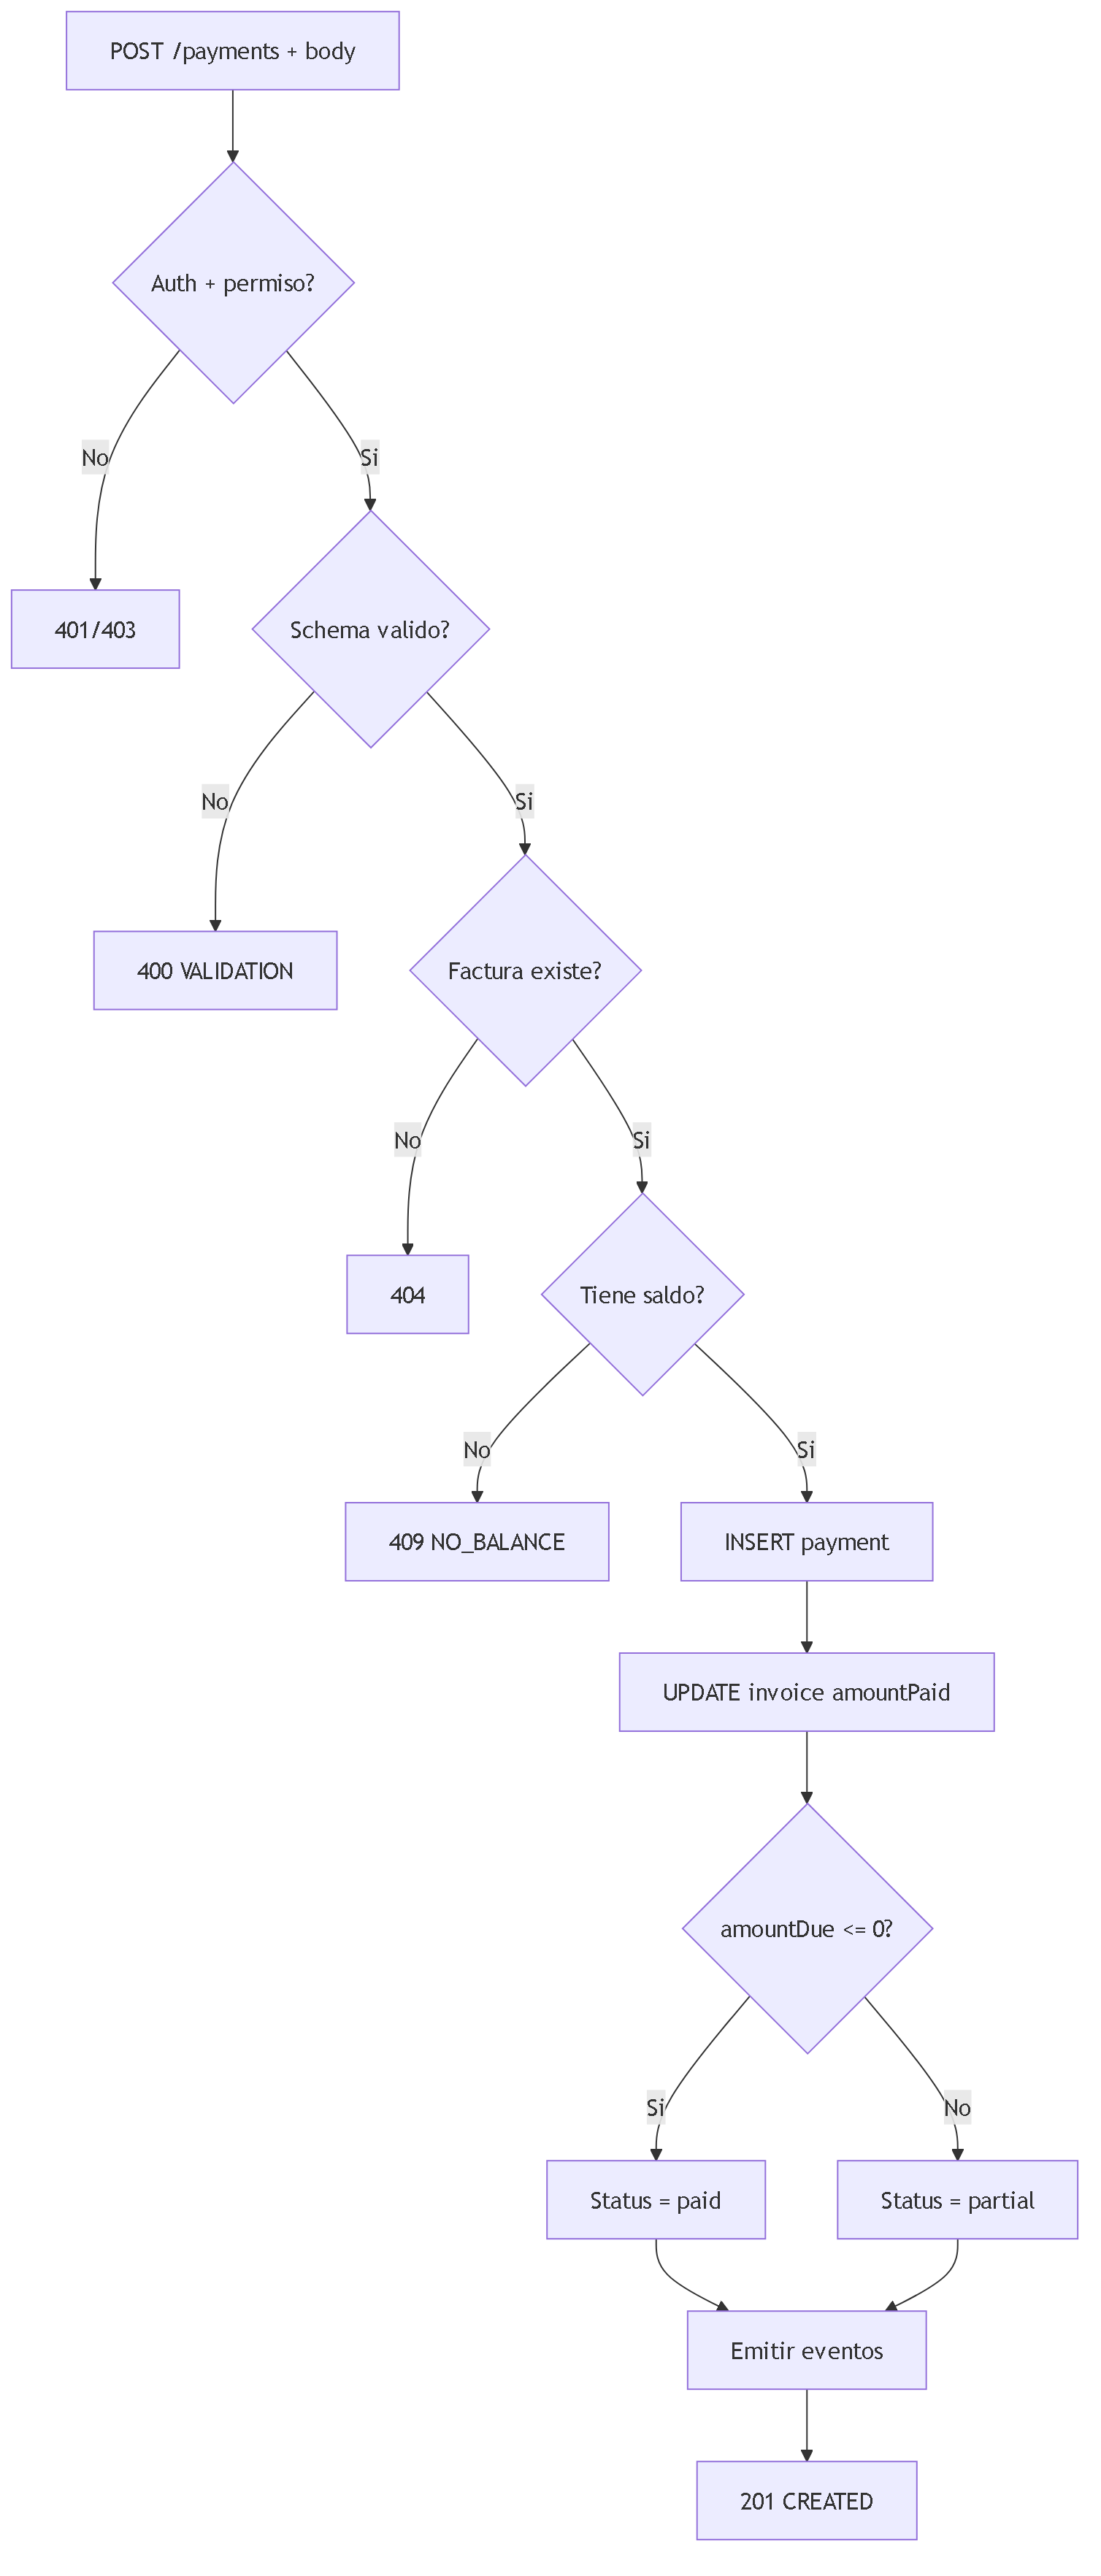 POST /payments + body
Auth + permiso?
No
Si
401/403
Schema valido?
No
Si
400 VALIDATION
Factura existe?
No
Si
404
Tiene saldo?
No
Si
409 NO_BALANCE
INSERT payment
UPDATE invoice amountPaid
amountDue <= 0?
Si
No
Status = paid
Status = partial
Emitir eventos
201 CREATED